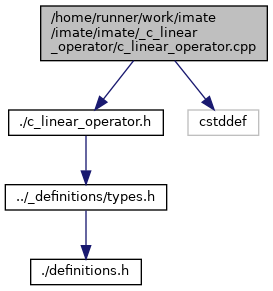 /home/runner/work/imate
/imate/imate/_c_linear
_operator/c_linear_operator.cpp
./c_linear_operator.h
cstddef
../_definitions/types.h
./definitions.h